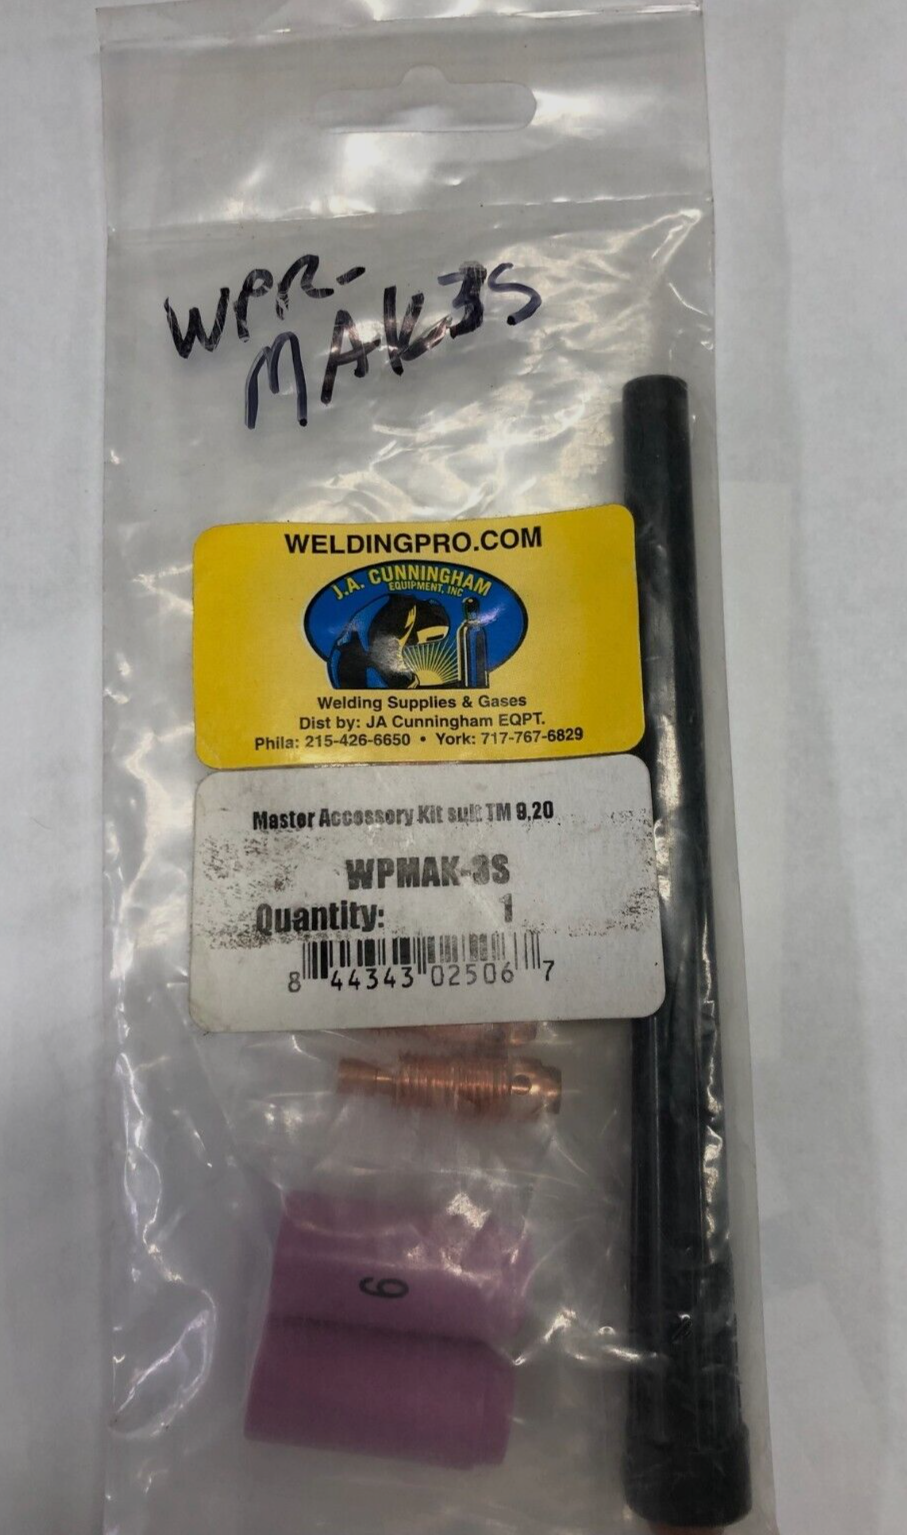 WPR-
MAK3S
WELDINGPRO.COM
J.A. CUNNINGHAM
EQUIPMENT, INC
Welding Supplies & Gases
Dist by: JA Cunningham EQPT.
Phila: 215-426-6650 • York: 717-767-6829
Master Accessory Kit suit TM 9,20
WPMAK-3S
Quantity: 1
8 44343 02506 7
6